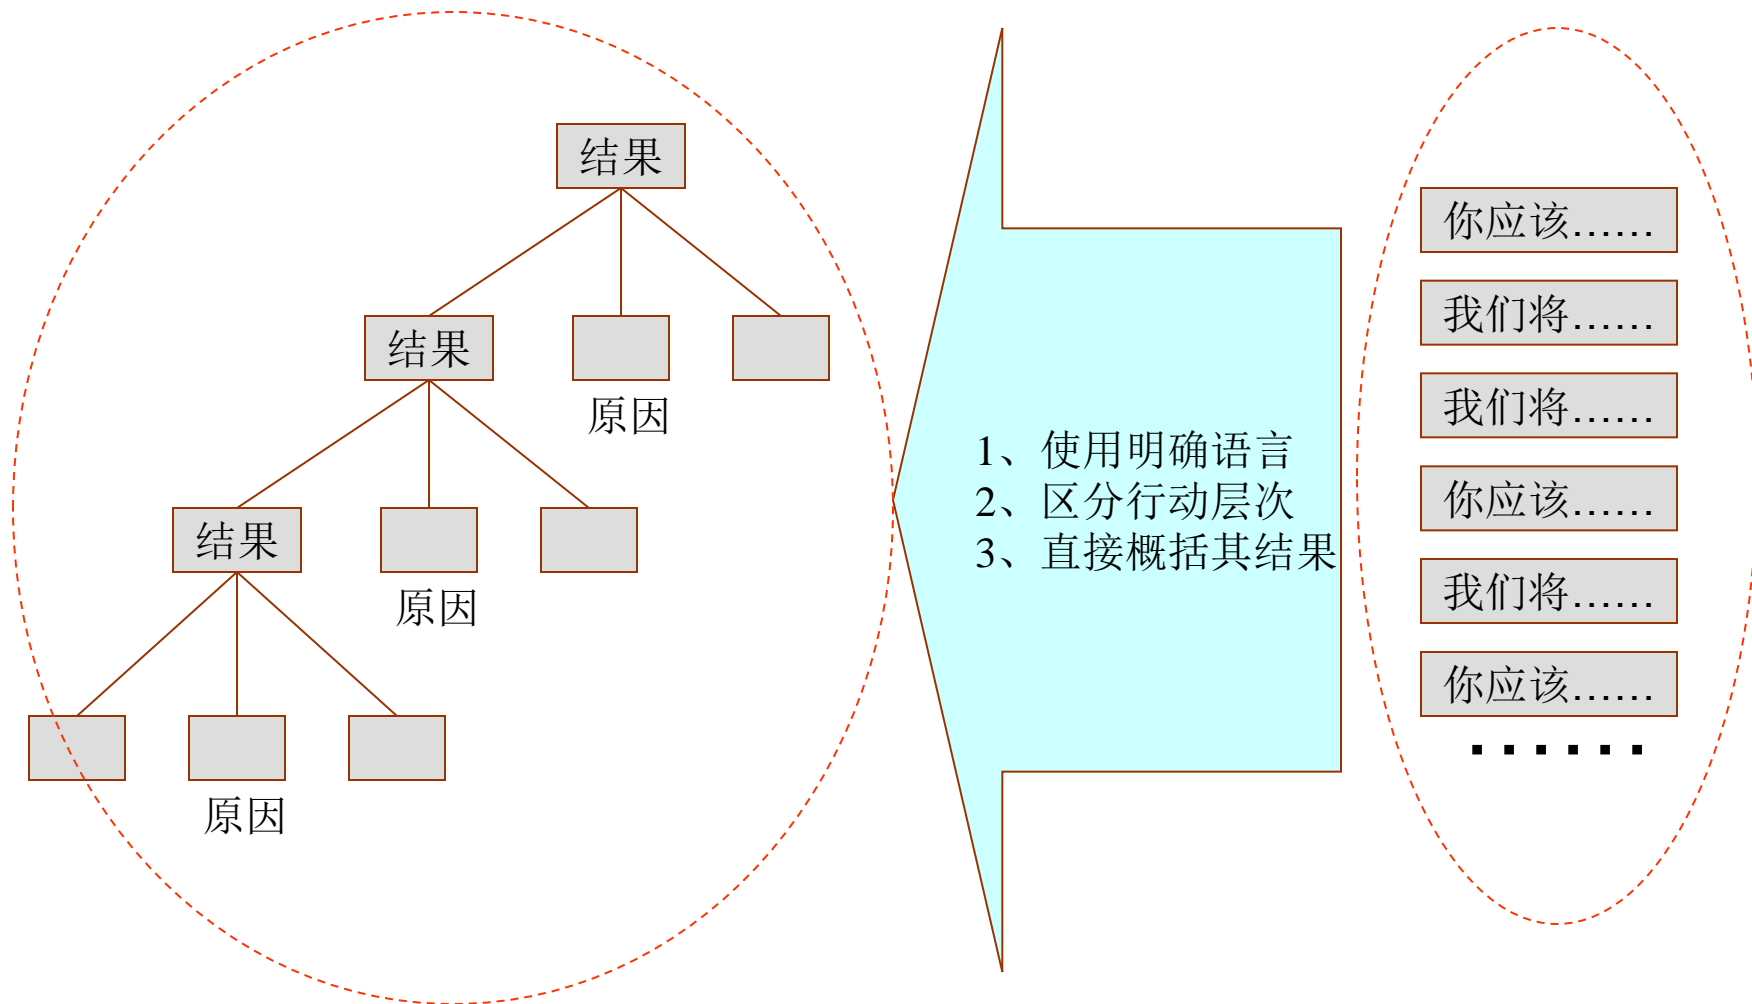 结果
结果
原因
结果
原因
原因
1、使用明确语言
2、区分行动层次
3、直接概括其结果
你应该......
我们将......
我们将......
你应该......
我们将......
你应该......
......